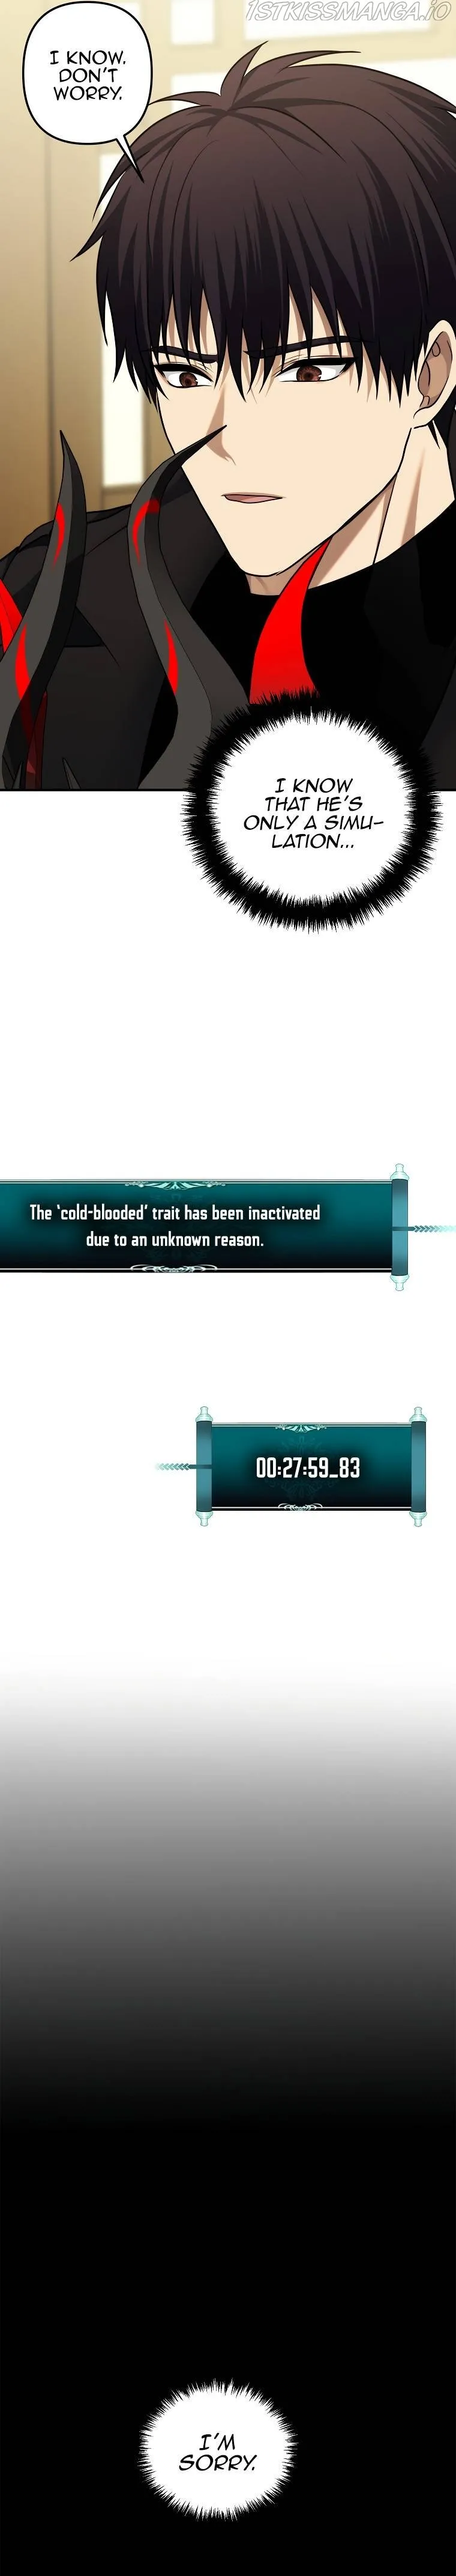 1STKISSMANGA.IO
I KNOW.
DON'T
WORRY.
I KNOW
THAT HE'S
ONLY A SIMU-
LATION...
The 'cold-blooded' trait has been inactivated
due to an unknown reason.
00:27:59_83
I'M
SORRY.